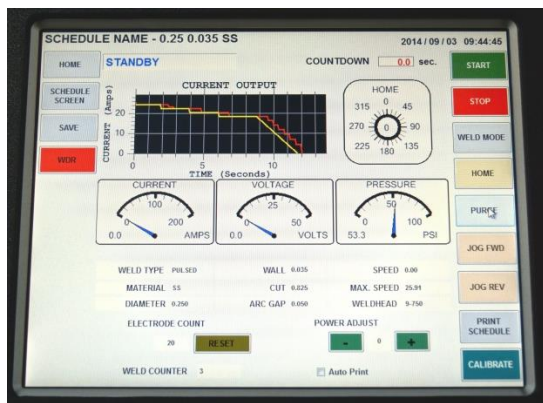 SCHEDULE NAME - 0.25 0.035 SS
2014 / 09 / 03 09:44:45
HOME
STANDBY
COUNTDOWN 0.0 sec.
START
SCHEDULE SCREEN
SAVE
WDR
CURRENT OUTPUT
CURRENT (Amps)
20
10
0
0 5 10
TIME (Seconds)
HOME
0
45
90
135
180
225
270
315
0
STOP
WELD MODE
HOME
PURGE
JOG FWD
JOG REV
PRINT SCHEDULE
CALIBRATE
CURRENT
0 100 200
0.0 AMPS
VOLTAGE
0 25 50
0.0 VOLTS
PRESSURE
0 50 100
53.3 PSI
WELD TYPE PULSED WALL 0.035 SPEED 0.00
MATERIAL SS CUT 0.825 MAX. SPEED 25.91
DIAMETER 0.250 ARC GAP 0.050 WELDHEAD 9-750
ELECTRODE COUNT
20 RESET
POWER ADJUST
- 0 +
WELD COUNTER 3
Auto Print